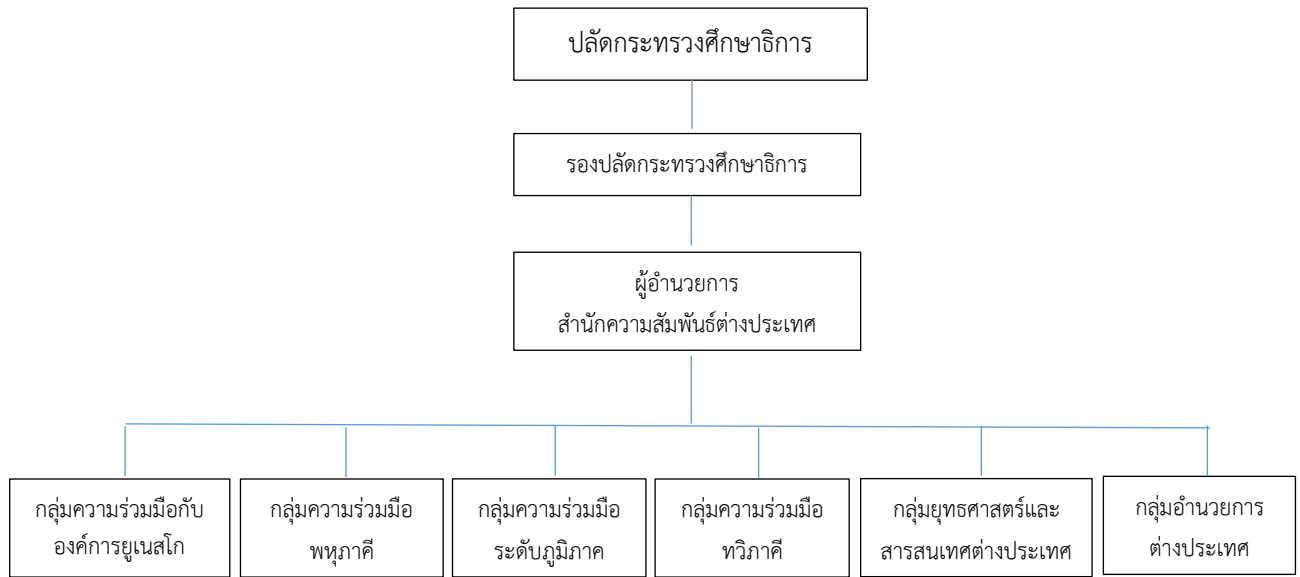 ปลัดกระทรวงศึกษาธิการ
รองปลัดกระทรวงศึกษาธิการ
ผู้อำนวยการ
สำนักความสัมพันธ์ต่างประเทศ
กลุ่มความร่วมมือกับ
องค์การยูเนสโก
กลุ่มความร่วมมือ
พหุภาคี
กลุ่มความร่วมมือ
ระดับภูมิภาค
กลุ่มความร่วมมือ
ทวิภาคี
กลุ่มยุทธศาสตร์และ
สารสนเทศต่างประเทศ
กลุ่มอำนวยการ
ต่างประเทศ